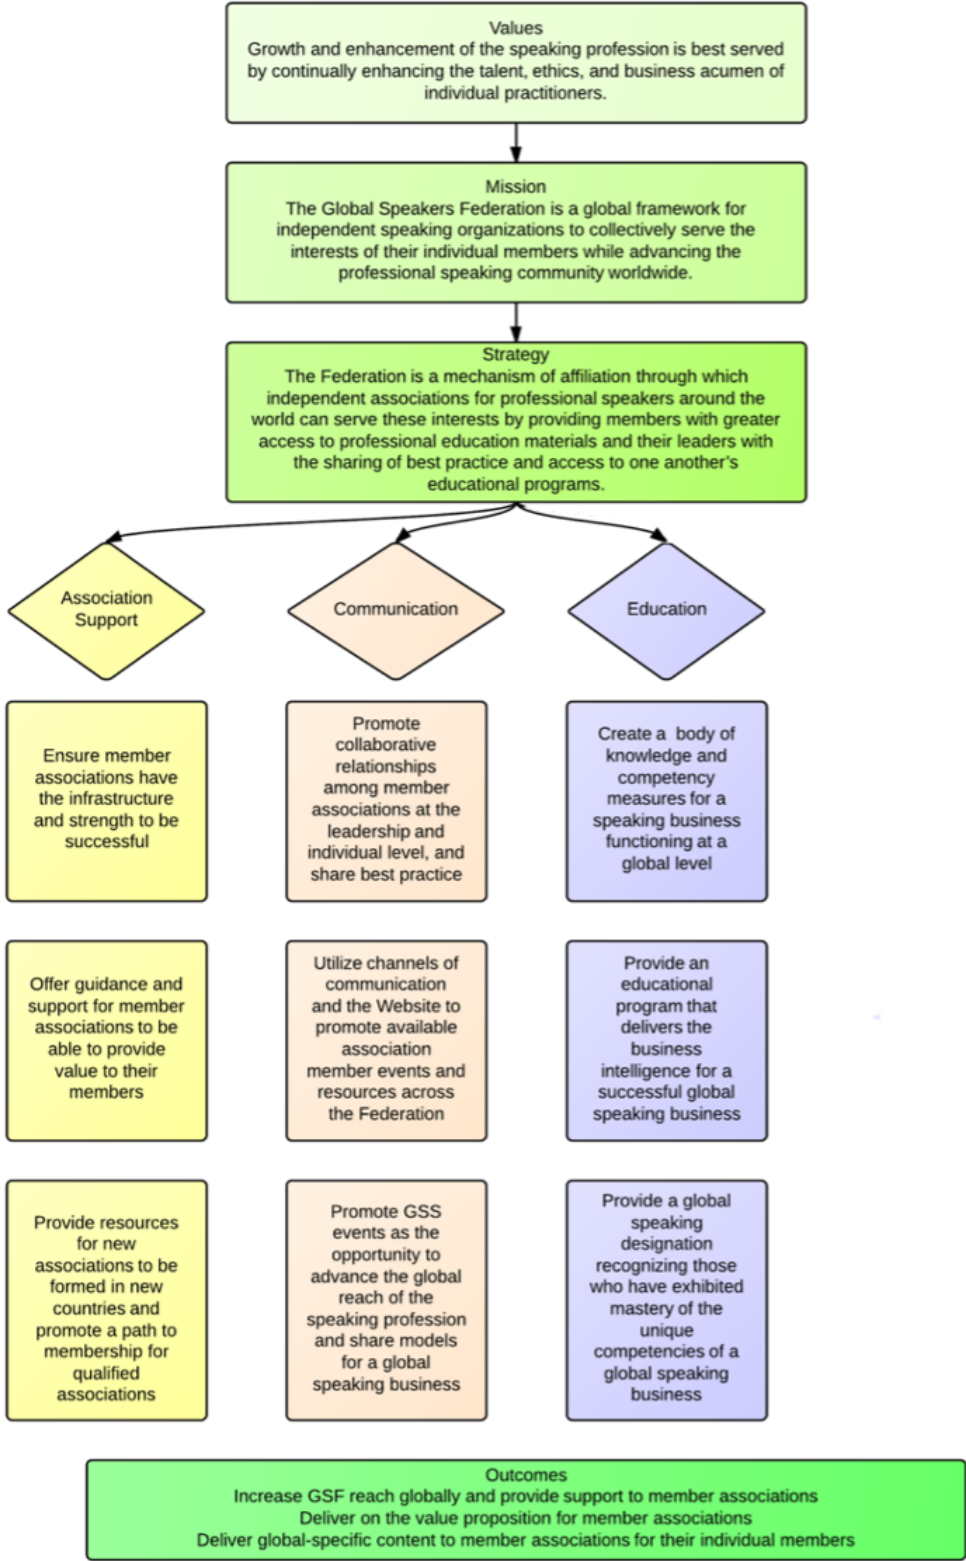 Values
Growth and enhancement of the speaking profession is best served
by continually enhancing the talent, ethics, and business acumen of
individual practitioners.
Mission
The Global Speakers Federation is a global framework for
independent speaking organizations to collectively serve the
interests of their individual members while advancing the
professional speaking community worldwide.
Strategy
The Federation is a mechanism of affiliation through which
independent associations for professional speakers around the
world can serve these interests by providing members with greater
access to professional education materials and their leaders with
the sharing of best practice and access to one another's
educational programs.
Association
Support
Communication
Education
Ensure member
associations have
the infrastructure
and strength to be
successful
Promote
collaborative
relationships
among member
associations at the
leadership and
individual level, and
share best practice
Create a body of
knowledge and
competency
measures for a
speaking business
functioning at a
global level
Offer guidance and
support for member
associations to be
able to provide
value to their
members
Utilize channels of
communication
and the Website to
promote available
association
member events and
resources across
the Federation
Provide an
educational
program that
delivers the
business
intelligence for a
successful global
speaking business
Provide resources
for new
associations to be
formed in new
countries and
promote a path to
membership for
qualified
associations
Promote GSS
events as the
opportunity to
advance the global
reach of the
speaking profession
and share models
for a global
speaking business
Provide a global
speaking
designation
recognizing those
who have exhibited
mastery of the
unique
competencies of a
global speaking
business
Outcomes
Increase GSF reach globally and provide support to member associations
Deliver on the value proposition for member associations
Deliver global-specific content to member associations for their individual members